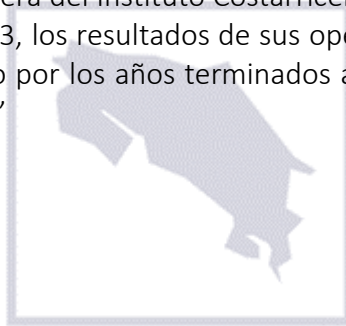 era del Instituto Costarricen
3, los resultados de sus ope
o por los años terminados a